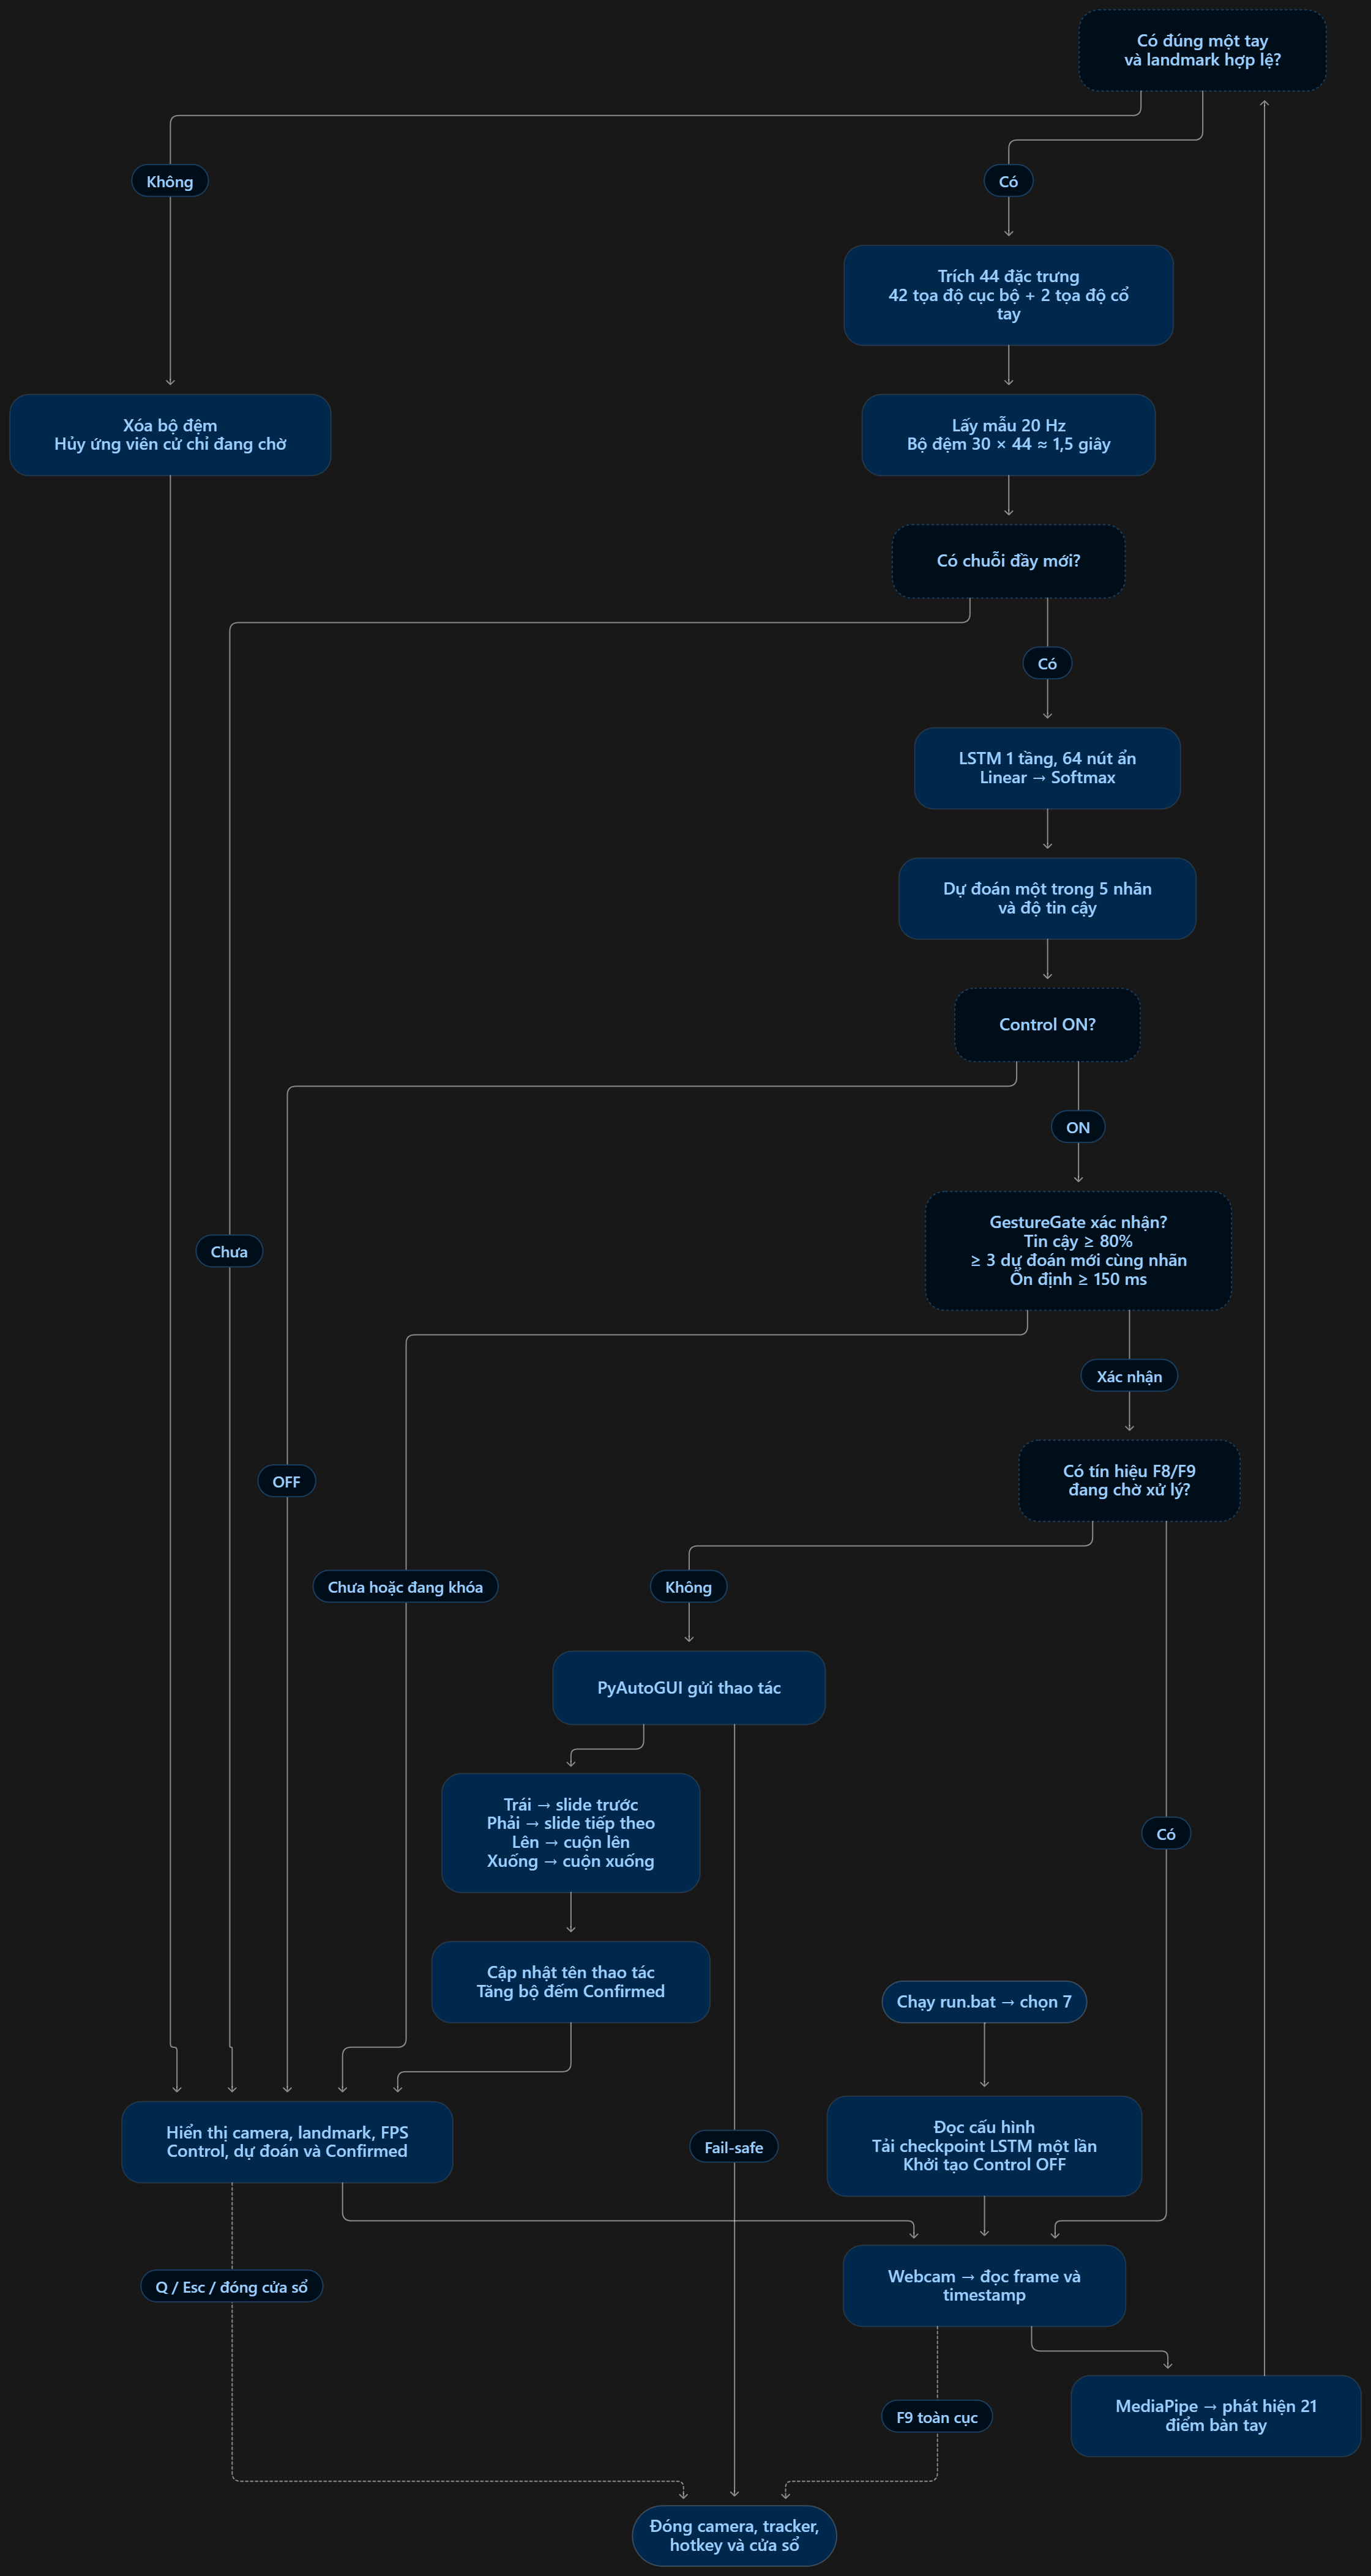 Có đúng một tay
và landmark hợp lệ?
Không
Có
Trích 44 đặc trưng
42 tọa độ cục bộ + 2 tọa độ cổ
tay
Xóa bộ đệm
Hủy ứng viên cử chỉ đang chờ
Lấy mẫu 20 Hz
Bộ đệm 30 × 44 ≈ 1,5 giây
Có chuỗi đầy mới?
Có
LSTM 1 tầng, 64 nút ẩn
Linear → Softmax
Dự đoán một trong 5 nhãn
và độ tin cậy
Control ON?
ON
GestureGate xác nhận?
Tin cậy ≥ 80%
≥ 3 dự đoán mới cùng nhãn
Ổn định ≥ 150 ms
Chưa
Xác nhận
Có tín hiệu F8/F9
đang chờ xử lý?
OFF
Chưa hoặc đang khóa
Không
PyAutoGUI gửi thao tác
Trái → slide trước
Phải → slide tiếp theo
Lên → cuộn lên
Xuống → cuộn xuống
Có
Cập nhật tên thao tác
Tăng bộ đếm Confirmed
Chạy run.bat → chọn 7
Hiển thị camera, landmark, FPS
Control, dự đoán và Confirmed
Fail-safe
Đọc cấu hình
Tải checkpoint LSTM một lần
Khởi tạo Control OFF
Q / Esc / đóng cửa sổ
Webcam → đọc frame và
timestamp
F9 toàn cục
MediaPipe → phát hiện 21
điểm bàn tay
Đóng camera, tracker,
hotkey và cửa sổ